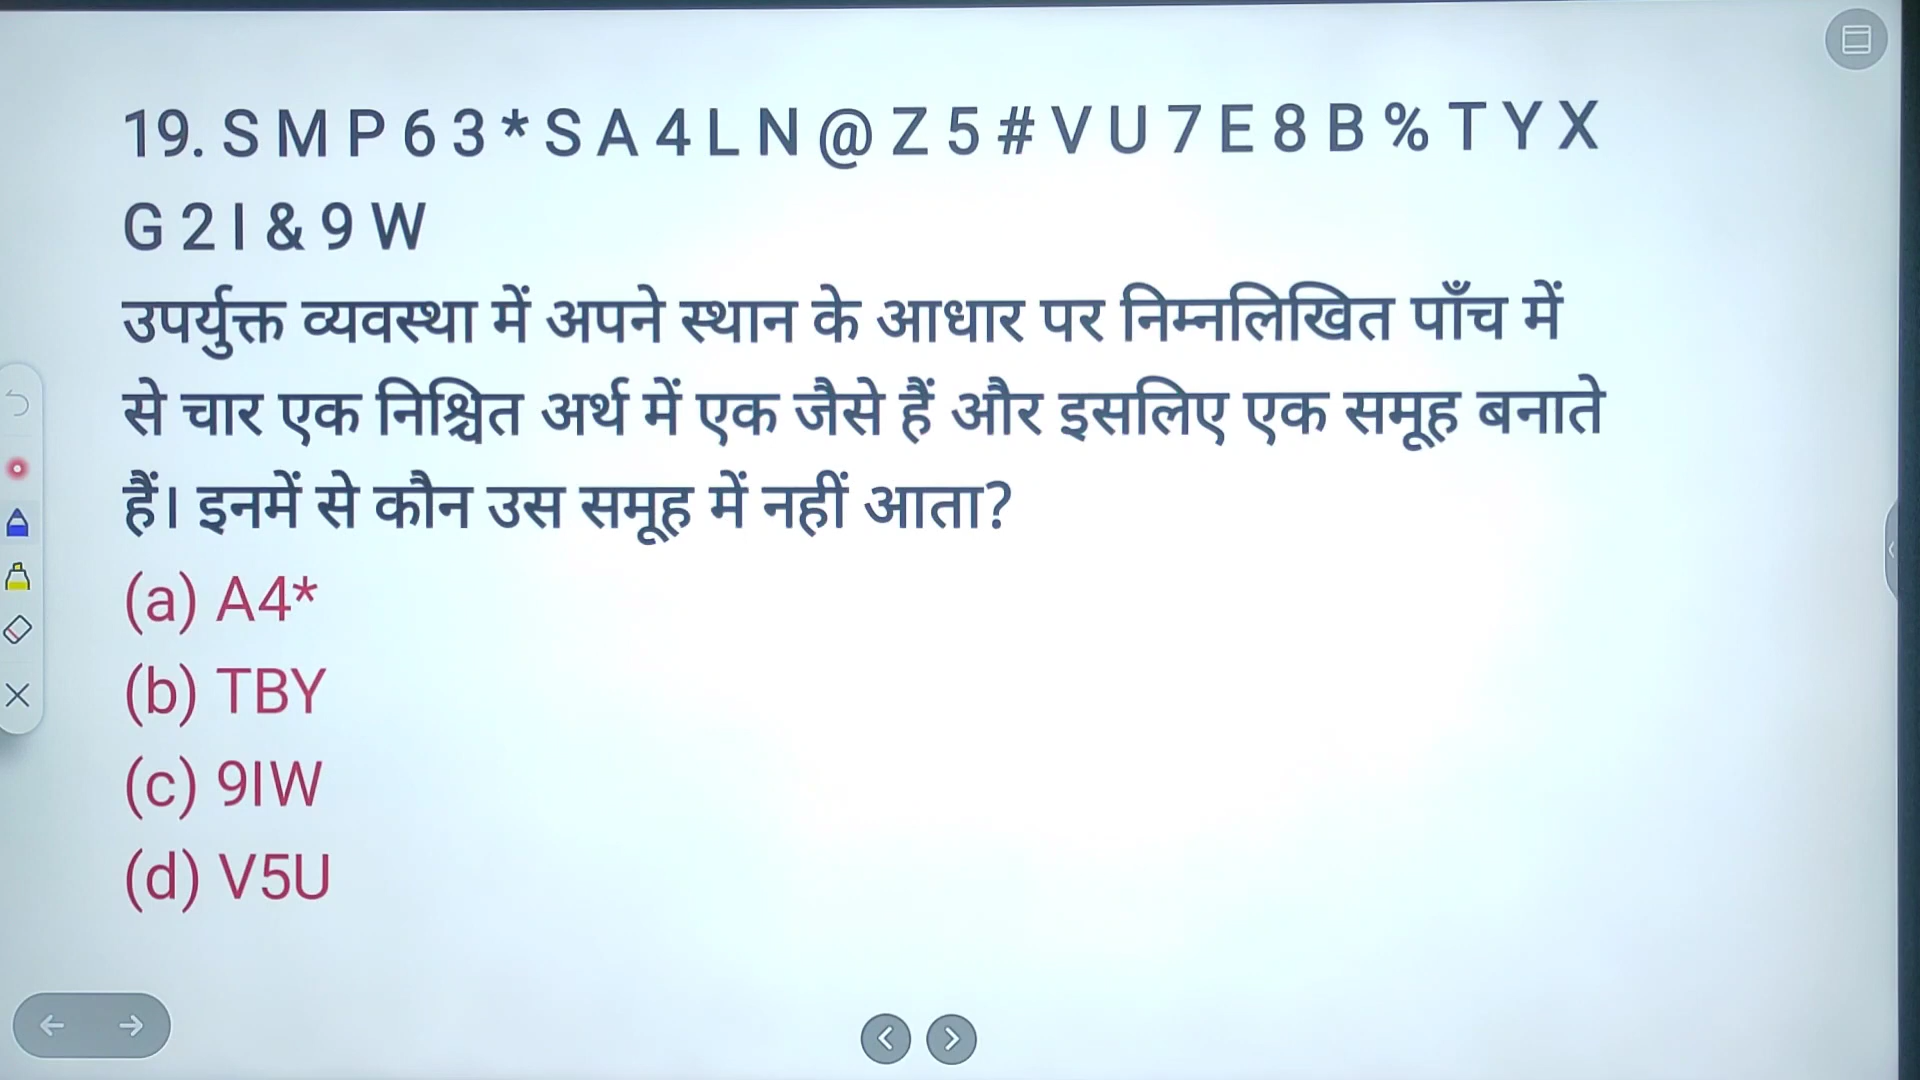 19. S M P 6 3 * S A 4 L N @ Z 5 # V U 7 E 8 B % T Y X
G 2 I & 9 W
उपर्युक्त व्यवस्था में अपने स्थान के आधार पर निम्नलिखित पाँच में
से चार एक निश्चित अर्थ में एक जैसे हैं और इसलिए एक समूह बनाते
हैं। इनमें से कौन उस समूह में नहीं आता?
(a) A4*
(b) TBY
(c) 9IW
(d) V5U